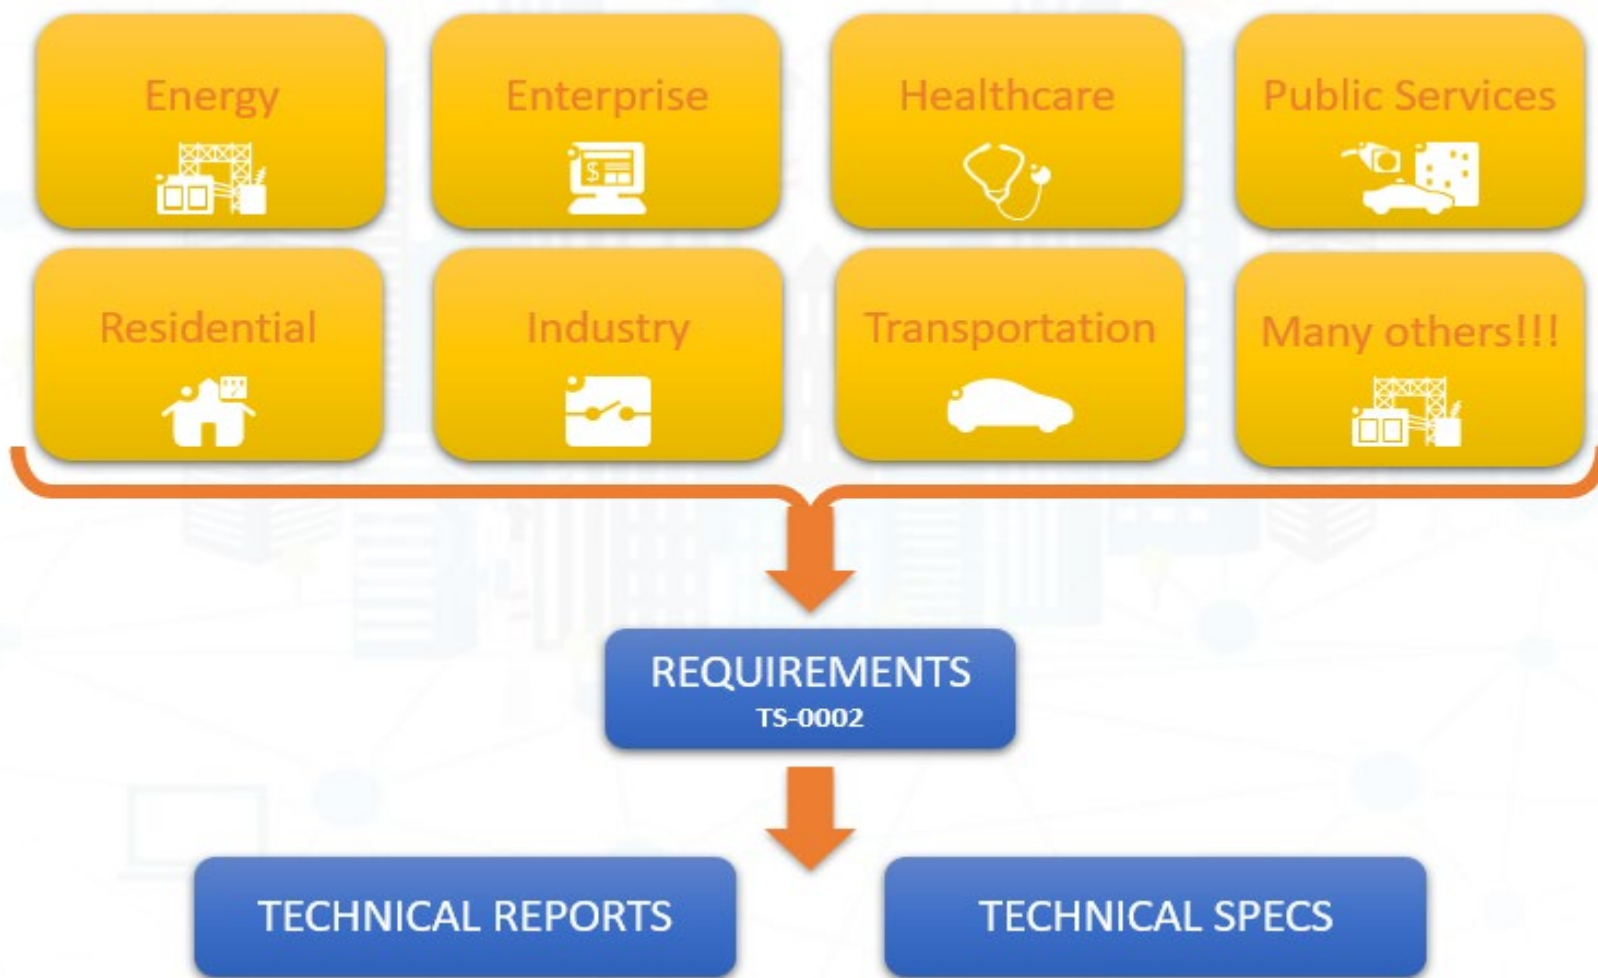 Energy
Enterprise
Healthcare
Public Services
$
Residential
Industry
Transportation
Many others!!!
REQUIREMENTS
TS-0002
TECHNICAL REPORTS
TECHNICAL SPECS